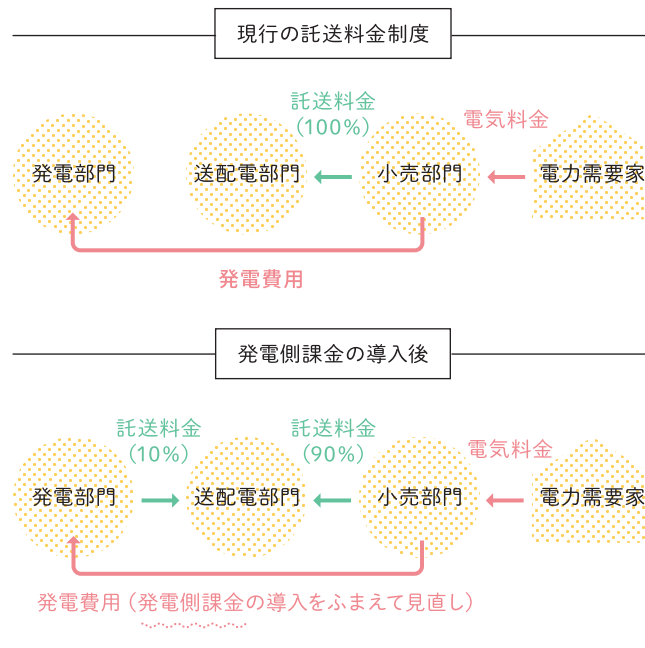 現行の託送料金制度
託送料金
(100%)
電気料金
発電部門
送配電部門
小売部門
電力需要家
発電費用
発電側課金の導入後
託送料金
(10%)
託送料金
(90%)
電気料金
発電部門
送配電部門
小売部門
電力需要家
発電費用（発電側課金の導入をふまえて見直し）